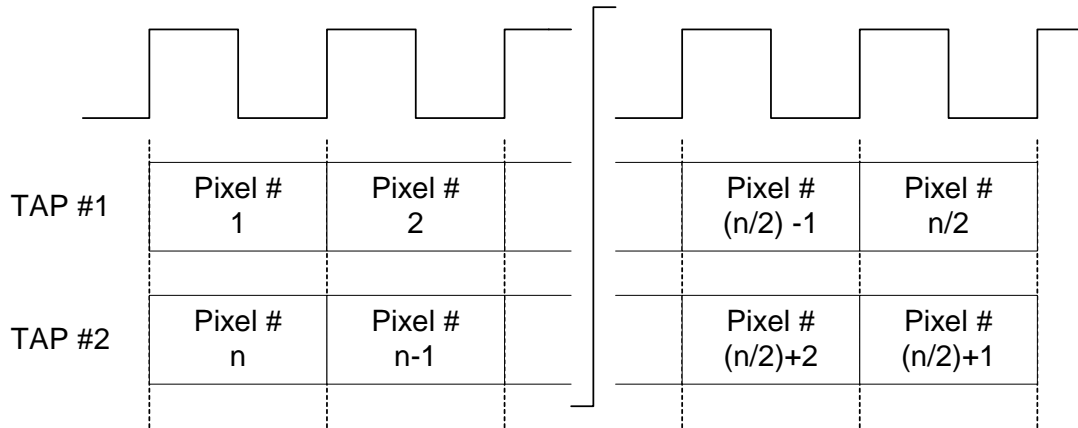 TAP #1
Pixel #
1
Pixel #
2
Pixel #
(n/2) -1
Pixel #
n/2
TAP #2
Pixel #
n
Pixel #
n-1
Pixel #
(n/2)+2
Pixel #
(n/2)+1